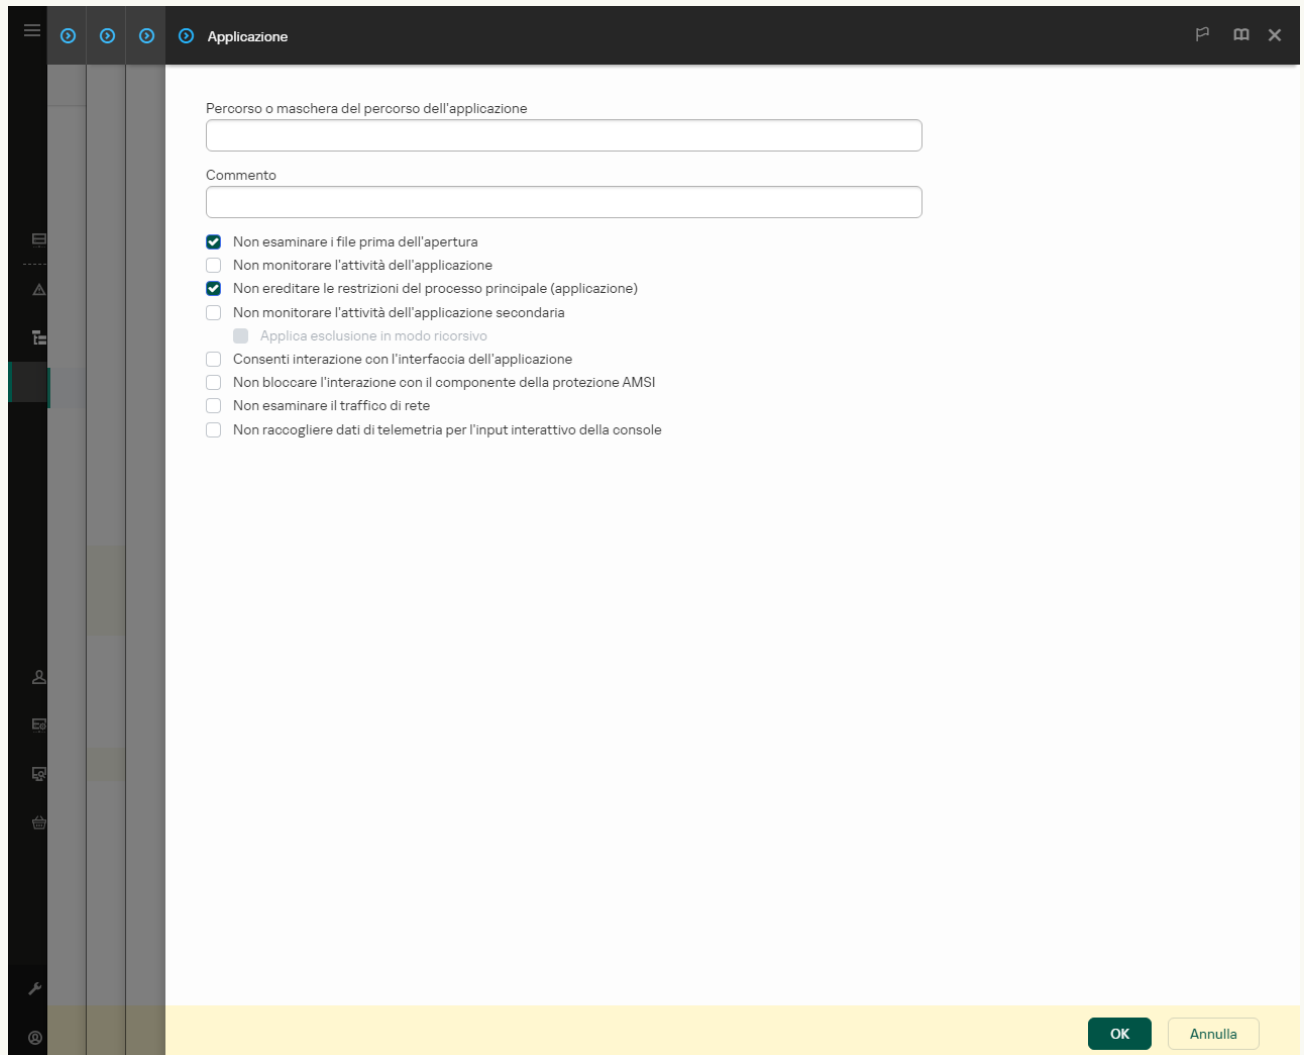 Applicazione
Percorso o maschera del percorso dell'applicazione
Commento
Non esaminare i file prima dell'apertura
Non monitorare l'attività dell'applicazione
Non ereditare le restrizioni del processo principale (applicazione)
Non monitorare l'attività dell'applicazione secondaria
Applica esclusione in modo ricorsivo
Consenti interazione con l'interfaccia dell'applicazione
Non bloccare l'interazione con il componente della protezione AMSI
Non esaminare il traffico di rete
Non raccogliere dati di telemetria per l'input interattivo della console
OK
Annulla